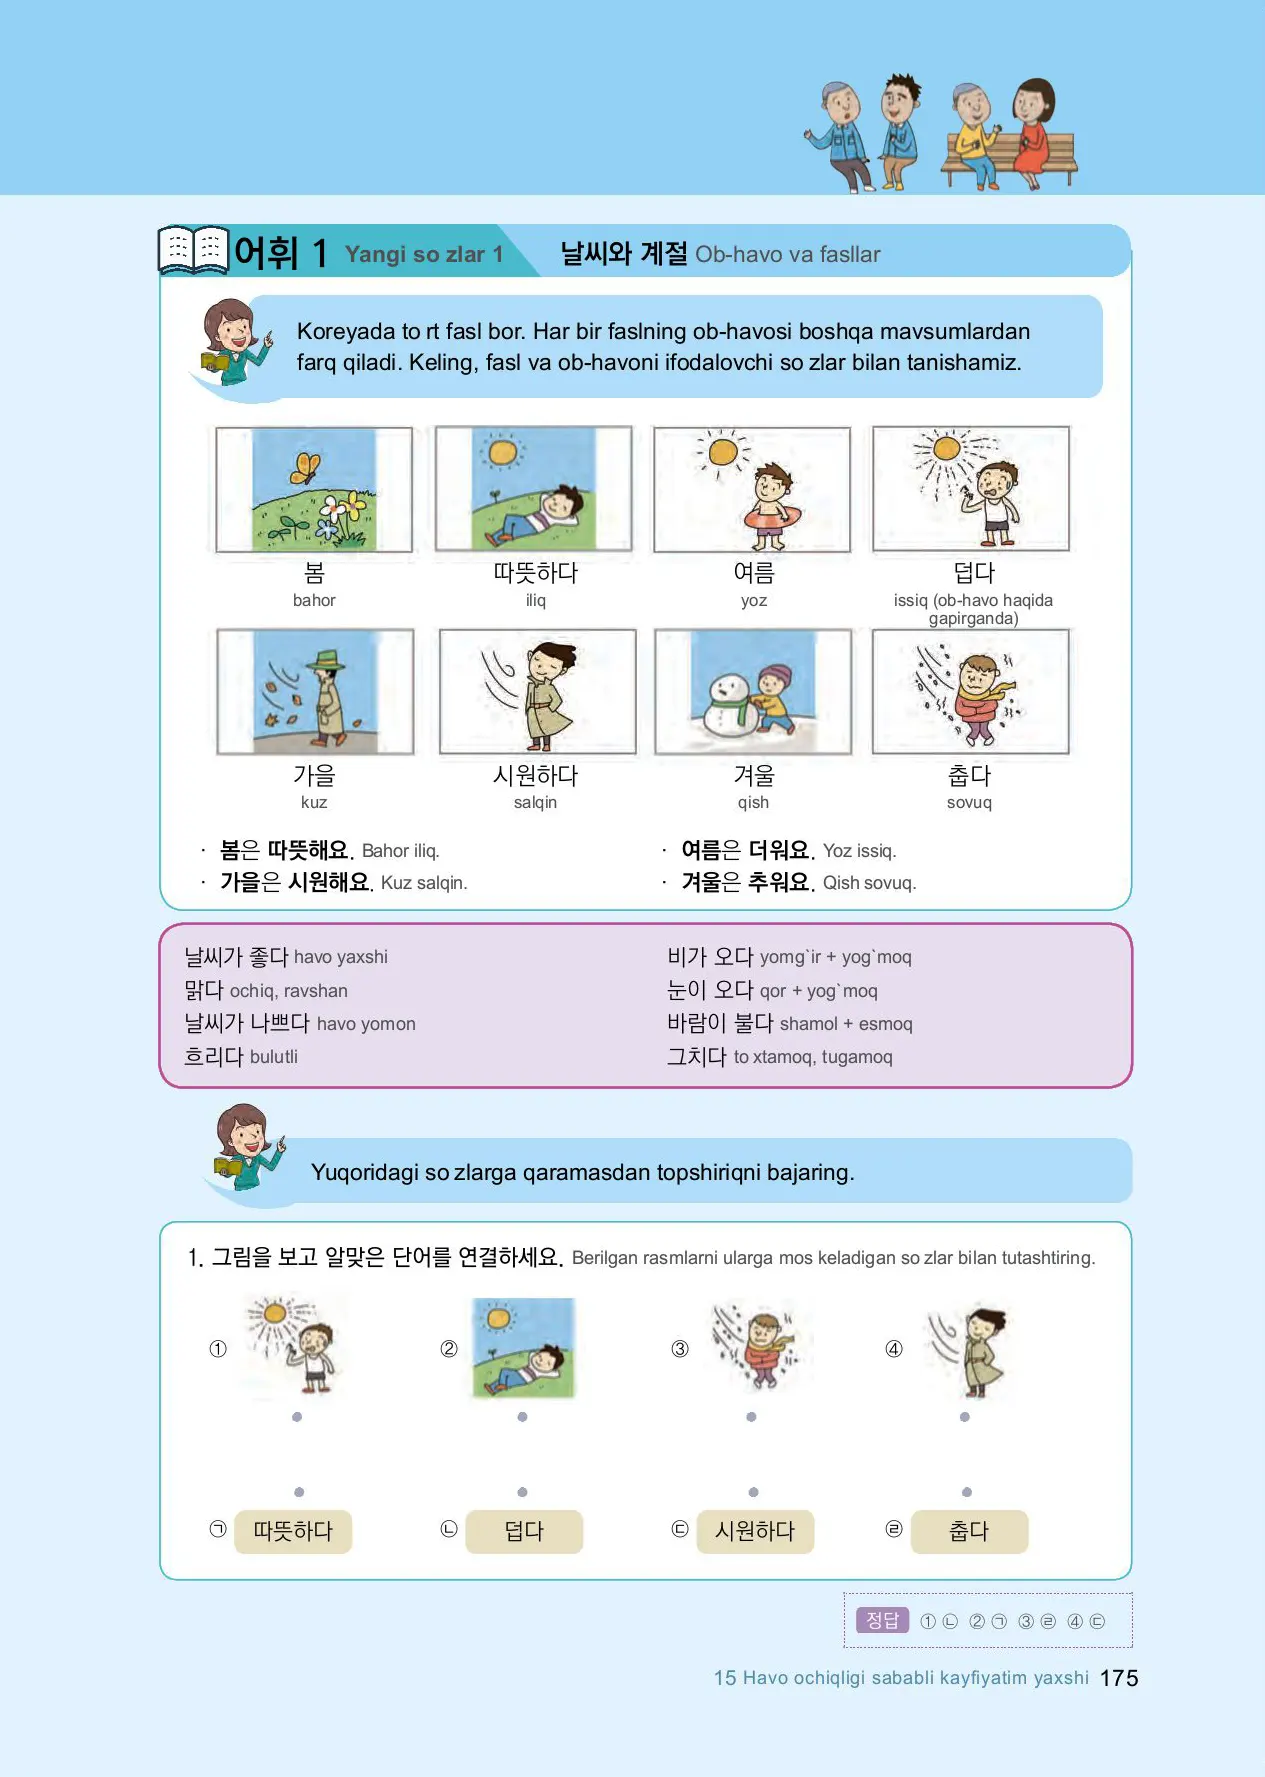 어휘 1 Yangi so zlar 1 날씨와 계절 Ob-havo va fasllar
Koreyada to rt fasl bor. Har bir faslning ob-havosi boshqa mavsumlardan
farq qiladi. Keling, fasl va ob-havoni ifodalovchi so zlar bilan tanishamiz.
봄 따뜻하다 여름 덥다
bahor iliq yoz issiq (ob-havo haqida
gapirganda)
가을 시원하다 겨울 춥다
kuz salqin qish sovuq
· 봄은 따뜻해요. Bahor iliq.
· 여름은 더워요. Yoz issiq.
· 가을은 시원해요. Kuz salqin.
· 겨울은 추워요. Qish sovuq.
날씨가 좋다 havo yaxshi
맑다 ochiq, ravshan
날씨가 나쁘다 havo yomon
흐리다 bulutli
비가 오다 yomg`ir + yog`moq
눈이 오다 qor + yog`moq
바람이 불다 shamol + esmoq
그치다 to xtamoq, tugamoq
Yuqoridagi so zlarga qaramasdan topshiriqni bajaring.
1. 그림을 보고 알맞은 단어를 연결하세요. Berilgan rasmlarni ularga mos keladigan so zlar bilan tutashtiring.
① ② ③ ④
㉠ 따뜻하다 ㉡ 덥다 ㉢ 시원하다 ㉣ 춥다
정답 ① ㉡ ② ㉠ ③ ㉣ ④ ㉢
15 Havo ochiqligi sababli kayfiyatim yaxshi 175